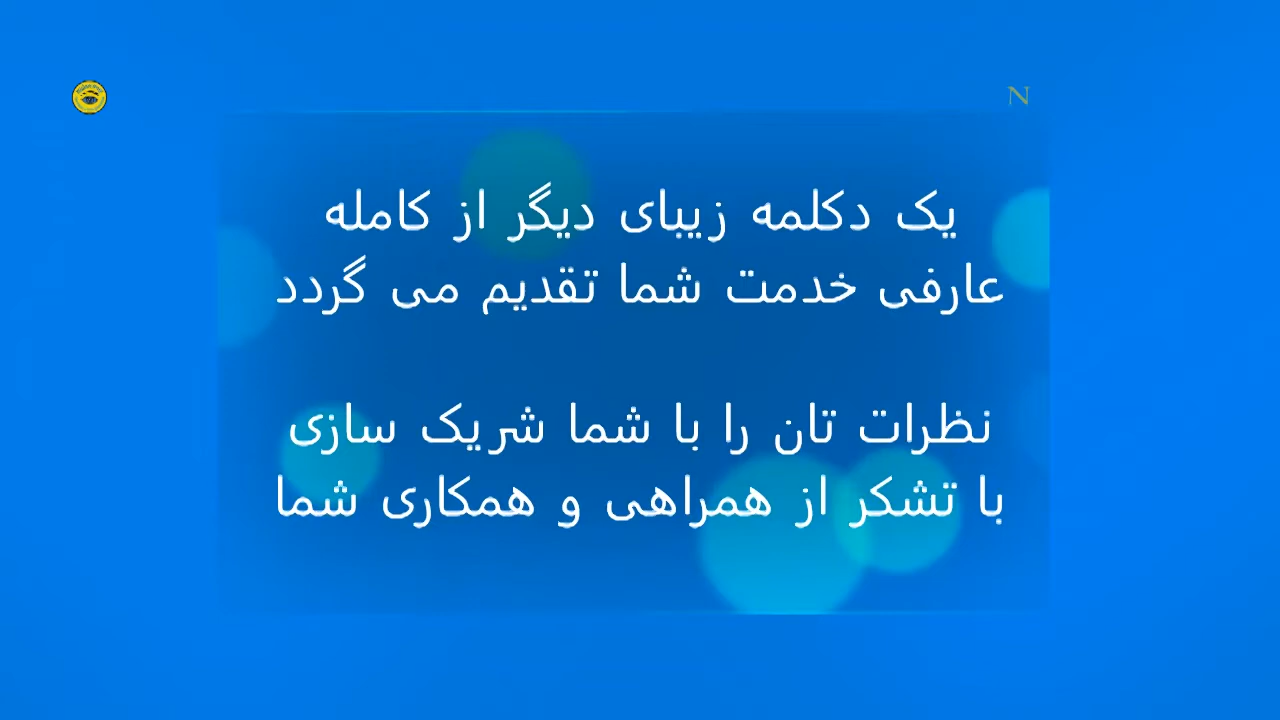 N
یک دکلمه زیبای دیگر از کامله
عارفی خدمت شما تقدیم می گردد
نظرات تان را با شما شریک سازی
با تشکر از همراهی و همکاری شما